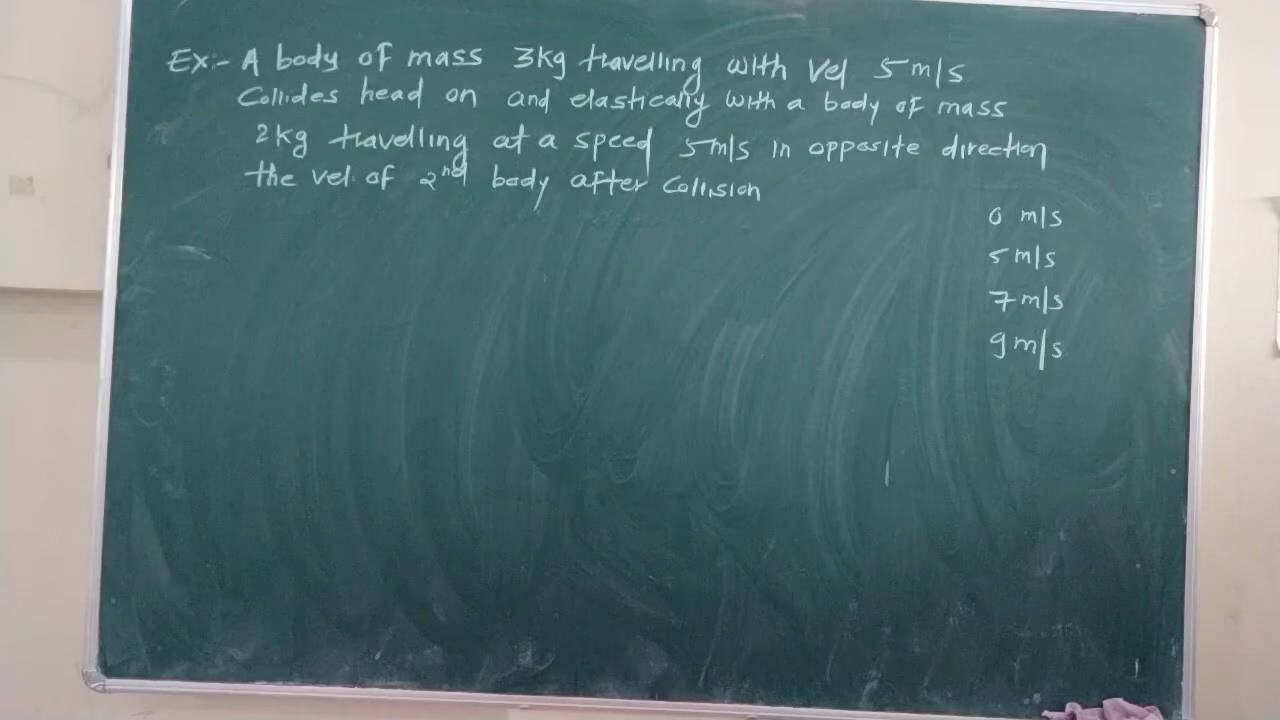 Ex:- A body of mass 3kg travelling with vel 5m/s
Collides head on and elastically with a body of mass
2kg travelling at a speed 5m/s in opposite direction
the vel. of 2nd body after collision
0 m/s
5 m/s
7 m/s
9 m/s